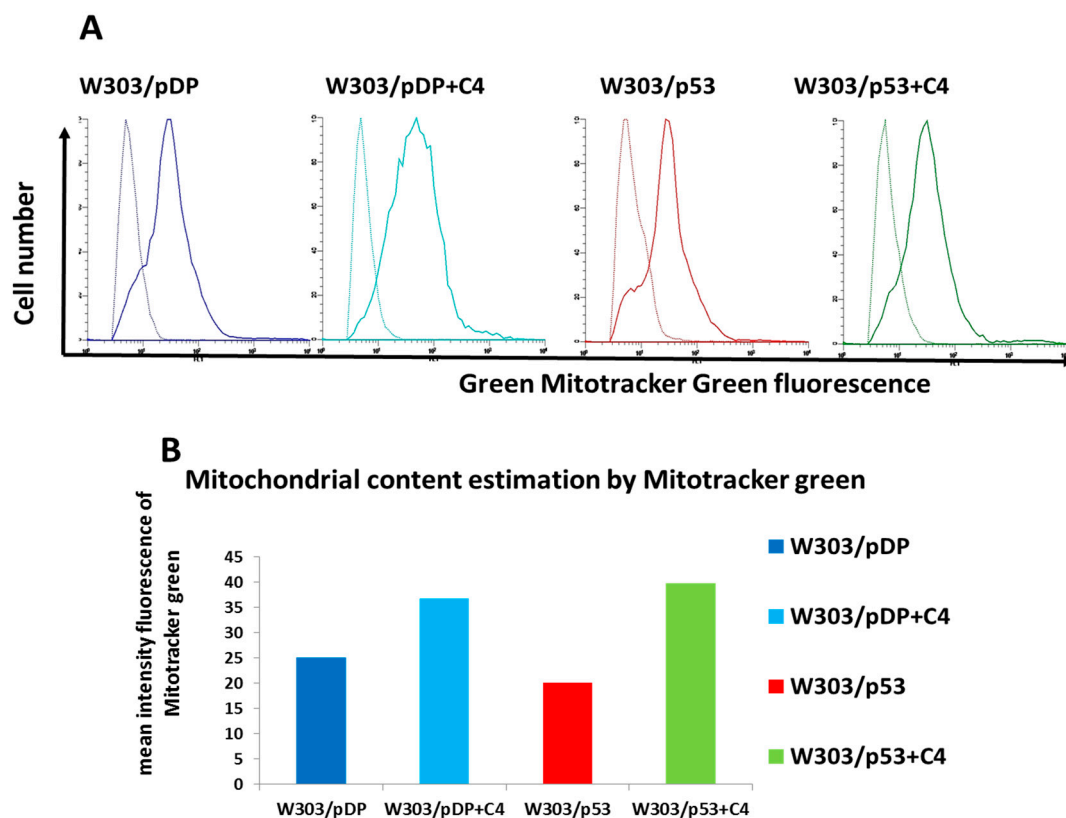 A
W303/pDP
W303/pDP+C4
W303/p53
W303/p53+C4
Cell number
Green Mitotracker Green fluorescence
B
Mitochondrial content estimation by Mitotracker green
mean intensity fluorescence of
Mitotracker green
45
40
35
30
25
20
15
10
5
0
W303/pDP
W303/pDP+C4
W303/p53
W303/p53+C4
W303/pDP
W303/pDP+C4
W303/p53
W303/p53+C4